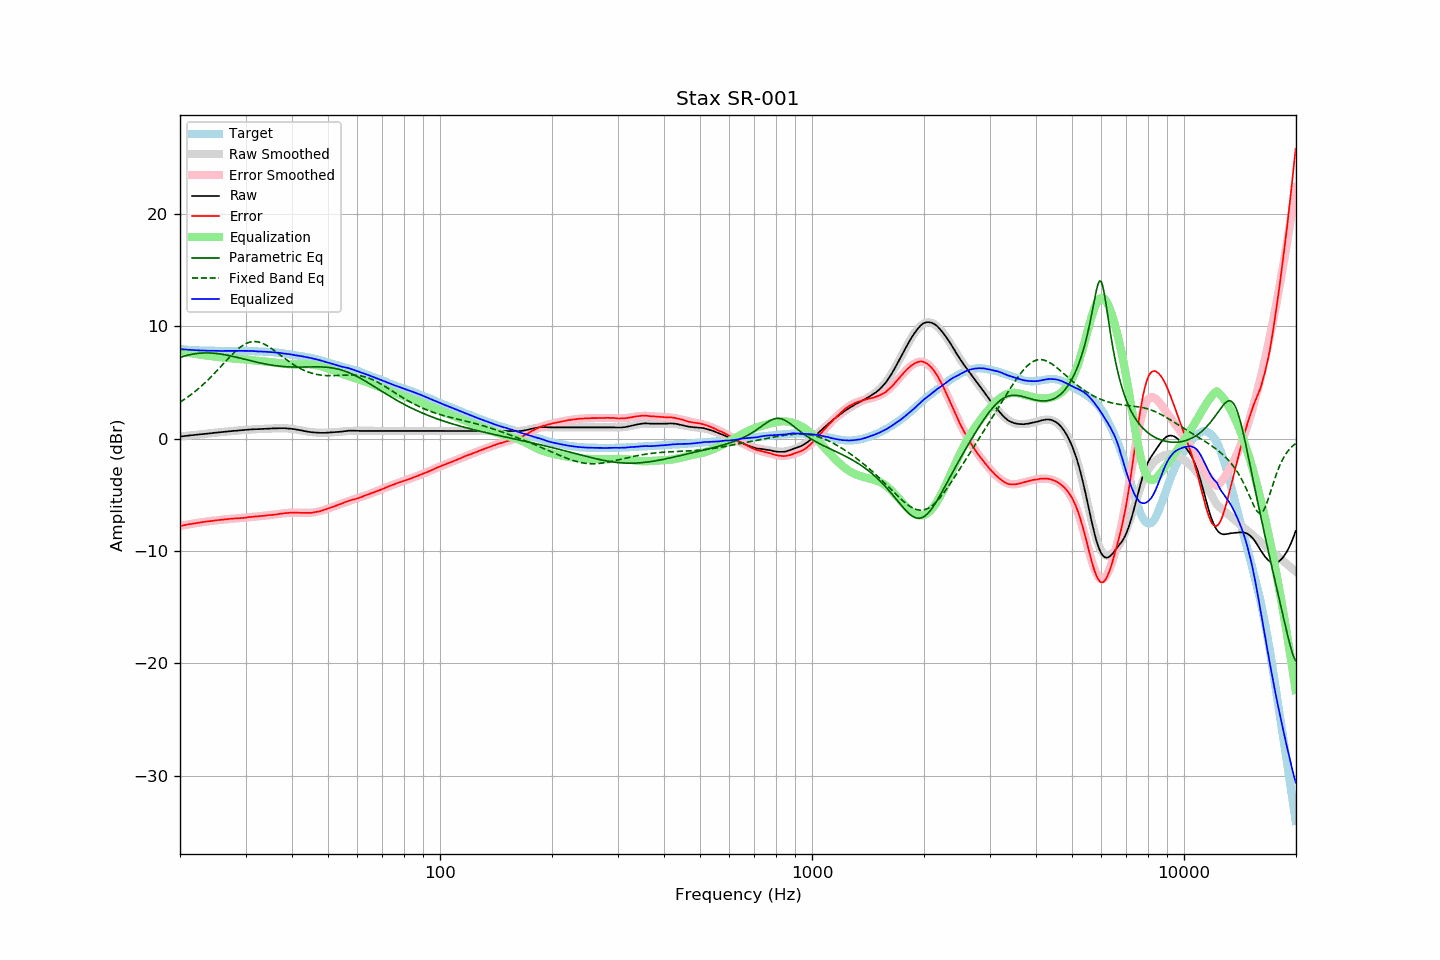 Stax SR-001
Target
Raw Smoothed
Error Smoothed
Raw
Error
Equalization
Parametric Eq
Fixed Band Eq
Equalized
20
10
0
−10
−20
−30
Amplitude (dBr)
100
1000
10000
Frequency (Hz)